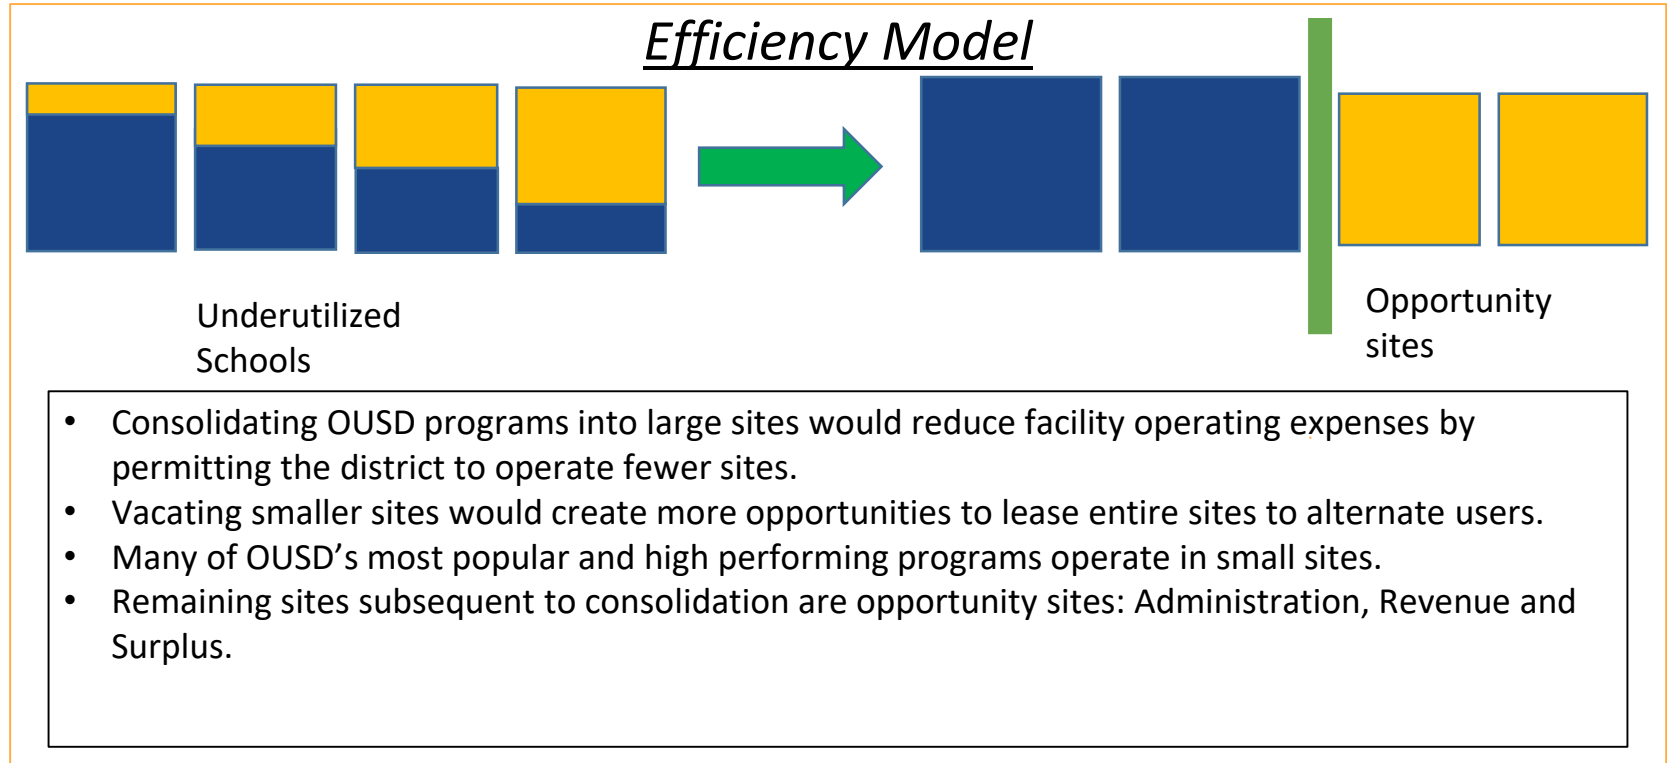 Efficiency Model
Underutilized
Schools
Opportunity
sites
• Consolidating OUSD programs into large sites would reduce facility operating expenses by
permitting the district to operate fewer sites.
• Vacating smaller sites would create more opportunities to lease entire sites to alternate users.
• Many of OUSD’s most popular and high performing programs operate in small sites.
• Remaining sites subsequent to consolidation are opportunity sites: Administration, Revenue and
Surplus.